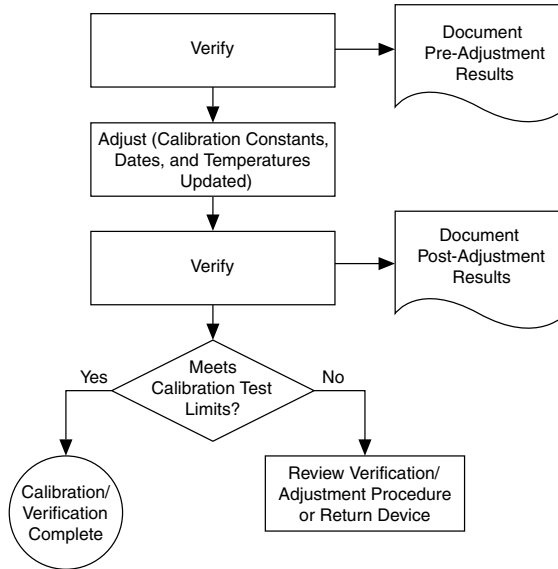 Verify
Document
Pre-Adjustment
Results
Adjust (Calibration Constants,
Dates, and Temperatures
Updated)
Verify
Document
Post-Adjustment
Results
Meets
Calibration Test
Limits?
Yes
No
Calibration/
Verification
Complete
Review Verification/
Adjustment Procedure
or Return Device